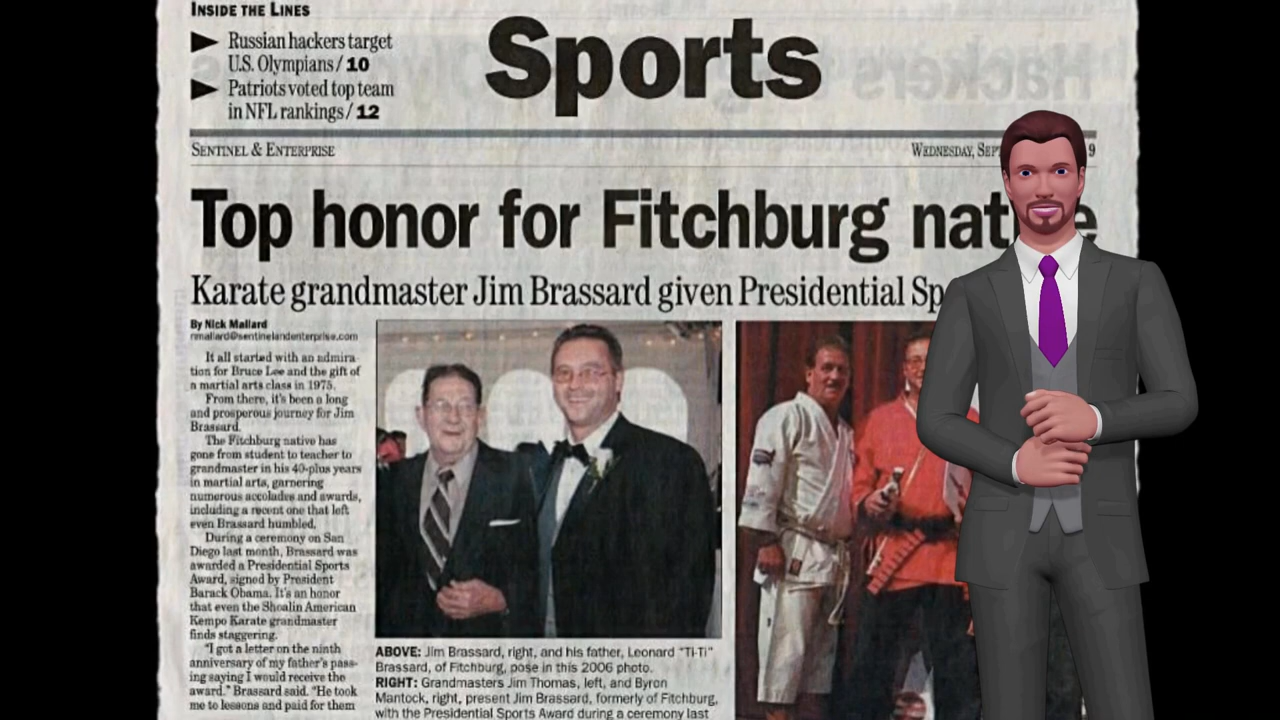 INSIDE THE LINES
Russian hackers target
U.S. Olympians / 10
Patriots voted top team
in NFL rankings / 12
Sports
SENTINEL & ENTERPRISE
WEDNESDAY, SEPT
9
Top honor for Fitchburg native
Karate grandmaster Jim Brassard given Presidential Sp
By Nick Mallard
nmallard@sentinelandenterprise.com
It all started with an admira-
tion for Bruce Lee and the gift of
a martial arts class in 1975.
From there, it's been a long
and prosperous journey for Jim
Brassard.
The Fitchburg native has
gone from student to teacher to
grandmaster in his 40-plus years
in martial arts, garnering
numerous accolades and awards,
including a recent one that left
even Brassard humbled.
During a ceremony on San
Diego last month, Brassard was
awarded a Presidential Sports
Award, signed by President
Barack Obama. It's an honor
that even the Shoalin American
Kempo Karate grandmaster
finds staggering.
"I got a letter on the ninth
anniversary of my father's pass-
ing saying I would receive the
award." Brassard said. "He took
me to lessons and paid for them
ABOVE: Jim Brassard, right, and his father, Leonard "Ti-Ti"
Brassard, of Fitchburg, pose in this 2006 photo.
RIGHT: Grandmasters Jim Thomas, left, and Byron
Mantock, right, present Jim Brassard, formerly of Fitchburg,
with the Presidential Sports Award during a ceremony last